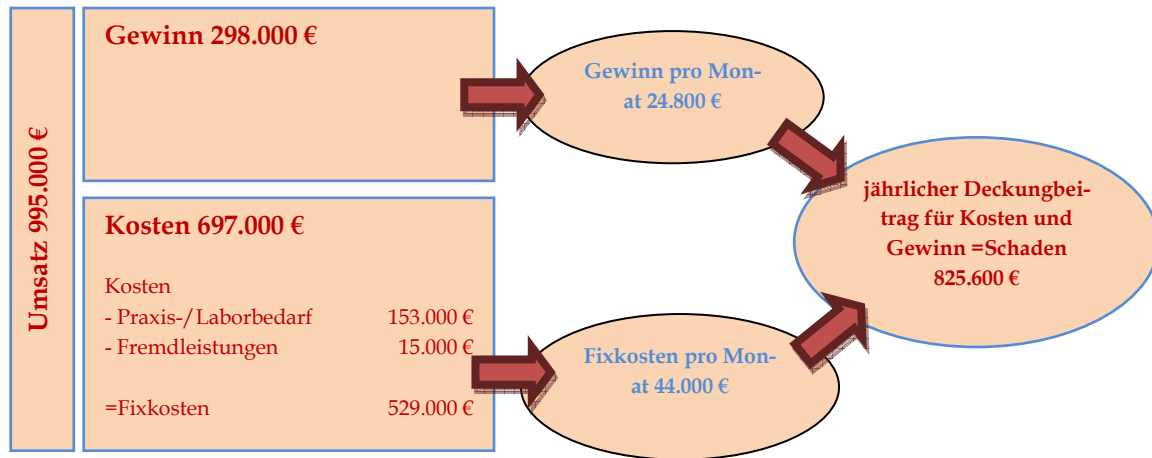 Umsatz 995.000 €
Gewinn 298.000 €
Gewinn pro Mon-
at 24.800 €
Kosten 697.000 €
Kosten
- Praxis-/Laborbedarf 153.000 €
- Fremdleistungen 15.000 €
=Fixkosten 529.000 €
Fixkosten pro Mon-
at 44.000 €
jährlicher Deckungbei-
trag für Kosten und
Gewinn =Schaden
825.600 €